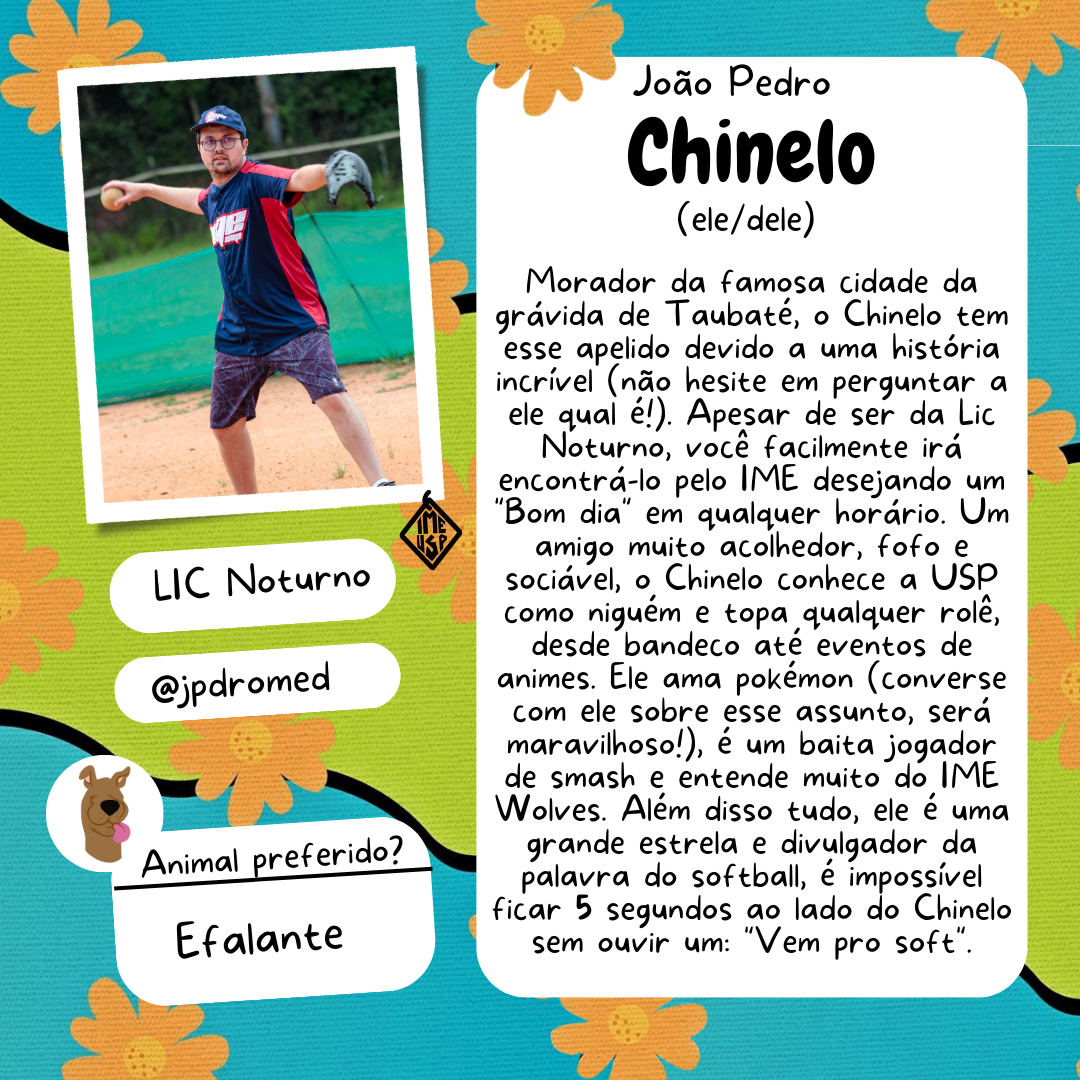 João Pedro
Chinelo
(ele/dele)
Morador da famosa cidade da
grávida de Taubaté, o Chinelo tem
esse apelido devido a uma história
incrível (não hesite em perguntar a
ele qual é!). Apesar de ser da Lic
Noturno, você facilmente irá
encontrá-lo pelo IME desejando um
"Bom dia" em qualquer horário. Um
amigo muito acolhedor, fofo e
sociável, o Chinelo conhece a USP
como niguém e topa qualquer rolê,
desde bandeco até eventos de
animes. Ele ama pokémon (converse
com ele sobre esse assunto, será
maravilhoso!), é um baita jogador
de smash e entende muito do IME
Wolves. Além disso tudo, ele é uma
grande estrela e divulgador da
palavra do softball, é impossível
ficar 5 segundos ao lado do Chinelo
sem ouvir um: "Vem pro soft".
IME
USP
LIC Noturno
@jpdromed
Animal preferido?
Efalante